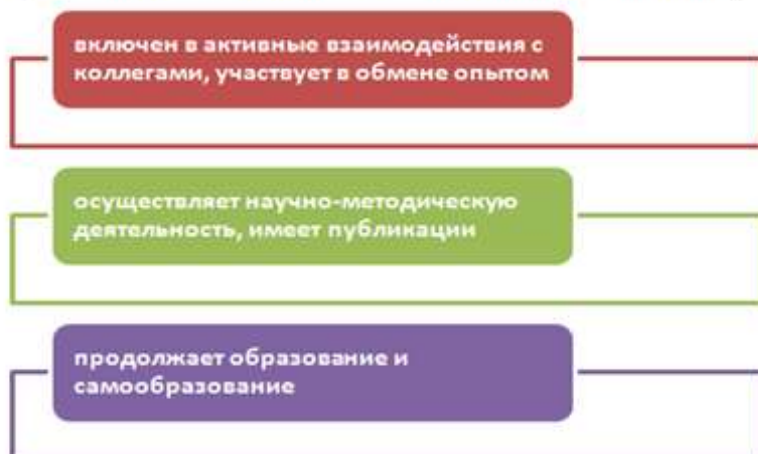 включен в активные взаимодействия с
коллегами, участвует в обмене опытом
осуществляет научно-методическую
деятельность, имеет публикации
продолжает образование и
самообразование